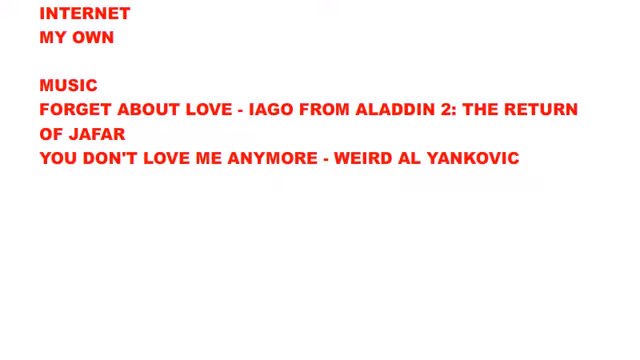 INTERNET
MY OWN
MUSIC
FORGET ABOUT LOVE - IAGO FROM ALADDIN 2: THE RETURN
OF JAFAR
YOU DON'T LOVE ME ANYMORE - WEIRD AL YANKOVIC